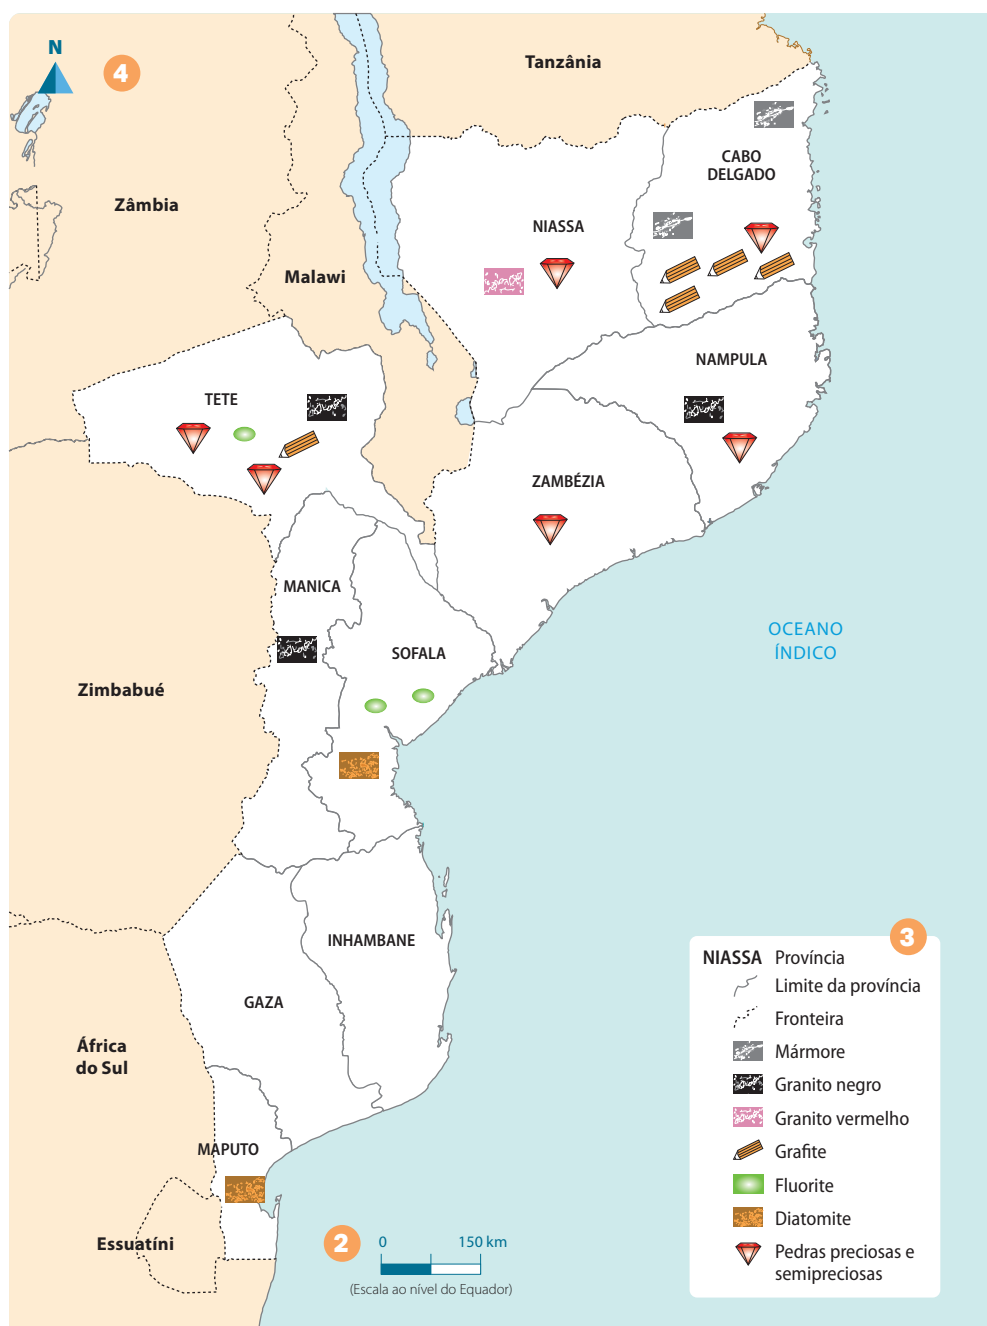 N
4
Tanzânia
CABO
DELGADO
Zâmbia
NIASSA
Malawi
NAMPULA
TETE
ZAMBÉZIA
MANICA
OCEANO
ÍNDICO
SOFALA
Zimbabué
INHAMBANE
GAZA
África
do Sul
MAPUTO
Essuatíni
2
0 150 km
(Escala ao nível do Equador)
3
NIASSA Província
Limite da província
Fronteira
Mármore
Granito negro
Granito vermelho
Grafite
Fluorite
Diatomite
Pedras preciosas e
semipreciosas